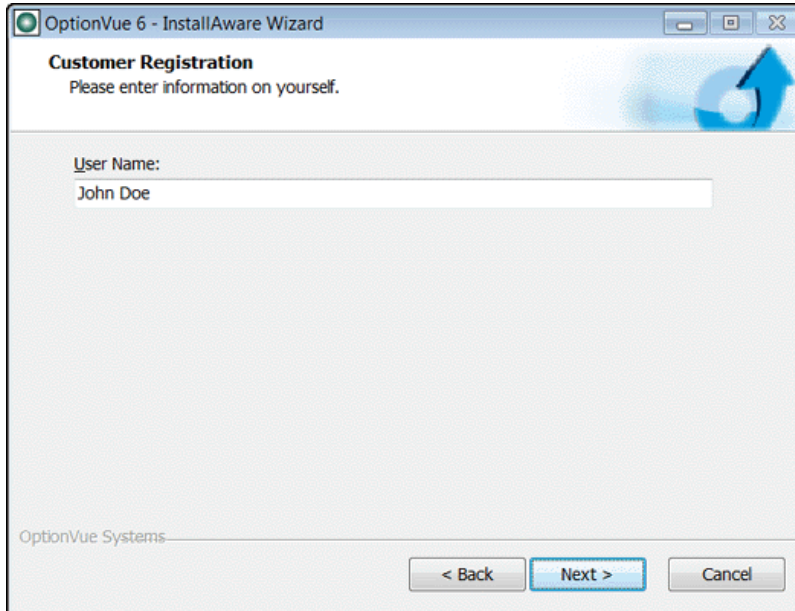 OptionVue 6 - InstallAware Wizard
Customer Registration
Please enter information on yourself.
User Name:
John Doe
OptionVue Systems
< Back
Next >
Cancel